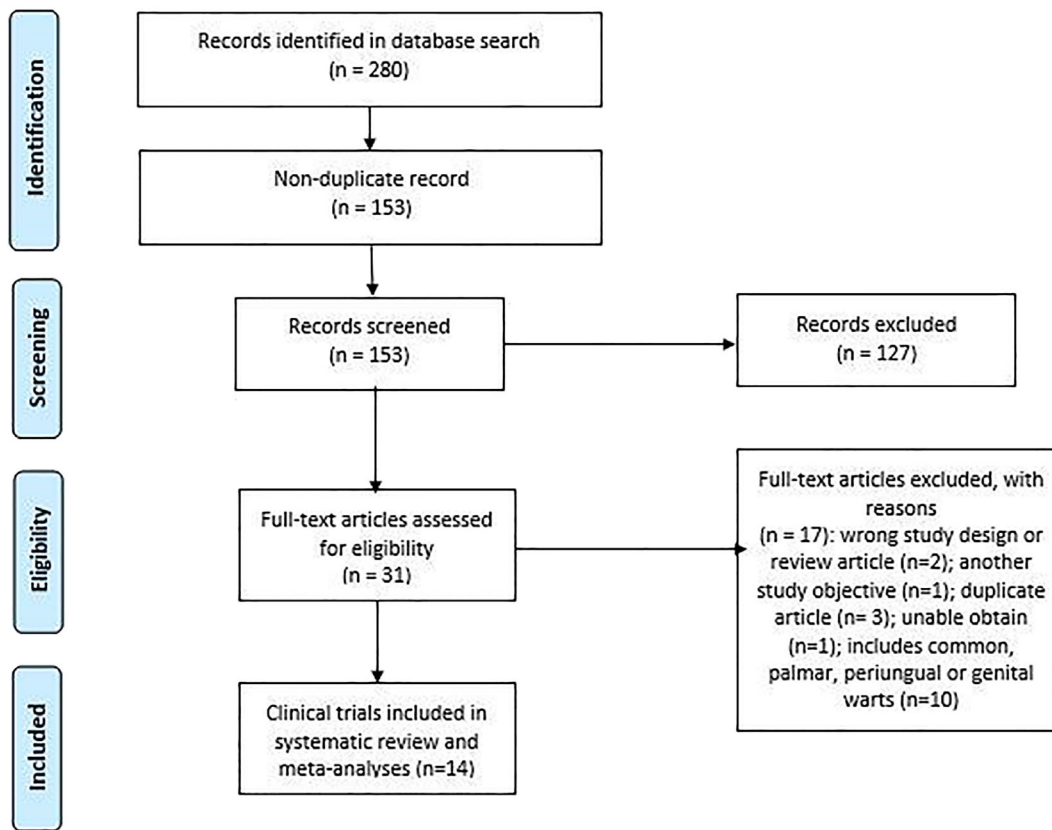 Identification
Records identified in database search
(n = 280)
Non-duplicate record
(n = 153)
Screening
Records screened
(n = 153)
Records excluded
(n = 127)
Eligibility
Full-text articles assessed
for eligibility
(n = 31)
Full-text articles excluded, with
reasons
(n = 17): wrong study design or
review article (n=2); another
study objective (n=1); duplicate
article (n= 3); unable obtain
(n=1); includes common,
palmar, periungual or genital
warts (n=10)
Included
Clinical trials included in
systematic review and
meta-analyses (n=14)